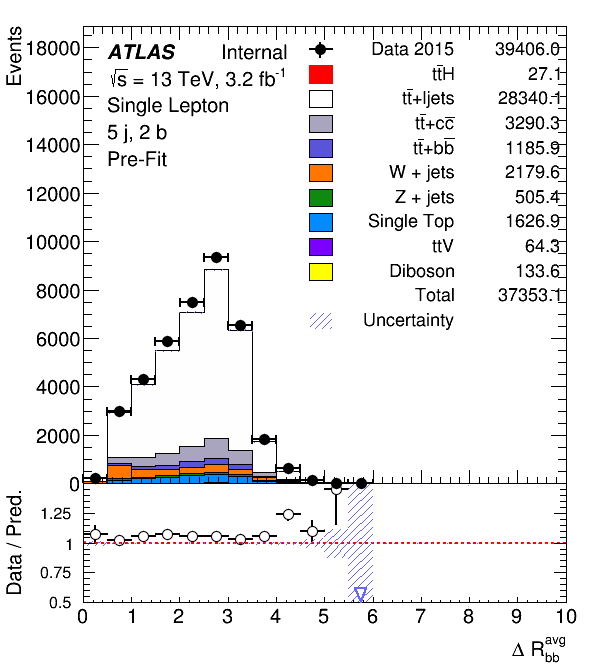 Events
18000
16000
14000
12000
10000
8000
6000
4000
2000
0
ATLAS Internal
√s = 13 TeV, 3.2 fb⁻¹
Single Lepton
5 j, 2 b
Pre-Fit
Data 2015 39406.0
tt̄H 27.1
tt̄+ljets 28340.1
tt̄+cc̄ 3290.3
tt̄+bb̄ 1185.9
W + jets 2179.6
Z + jets 505.4
Single Top 1626.9
ttV 64.3
Diboson 133.6
Total 37353.1
Uncertainty
Data / Pred.
1.25
1
0.75
0.5
0 1 2 3 4 5 6 7 8 9 10
Δ R_bb^avg